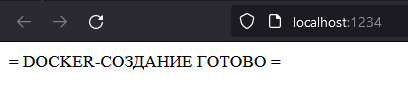 localhost:1234
= DOCKER-СОЗДАНИЕ ГОТОВО =